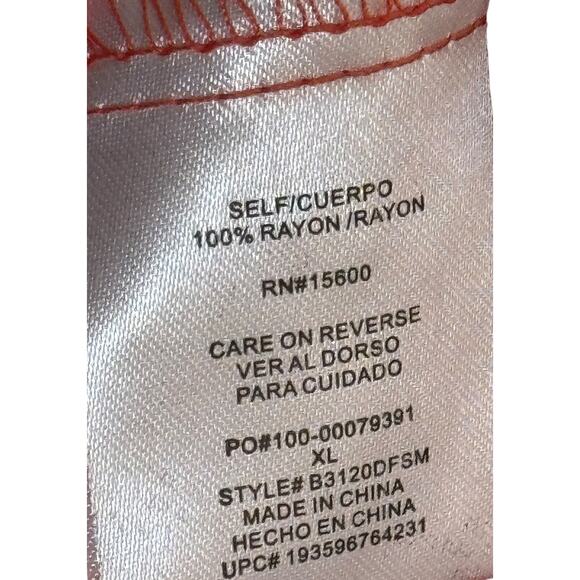 SELF/CUERPO
100% RAYON /RAYON
RN#15600
CARE ON REVERSE
VER AL DORSO
PARA CUIDADO
PO#100-00079391
XL
STYLE# B3120DFSM
MADE IN CHINA
HECHO EN CHINA
UPC# 193596764231